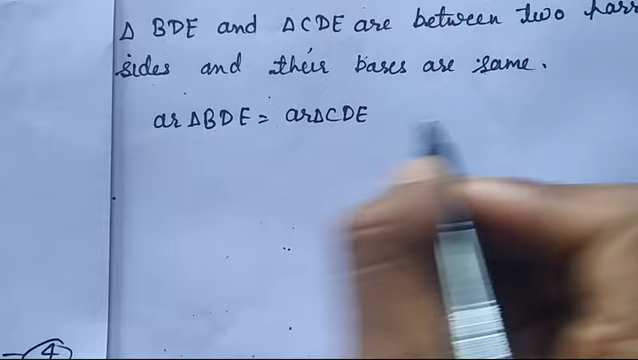 Δ BDE and ΔCDE are between two
sides and their bases are same.
ar ΔBDE = arΔCDE
4